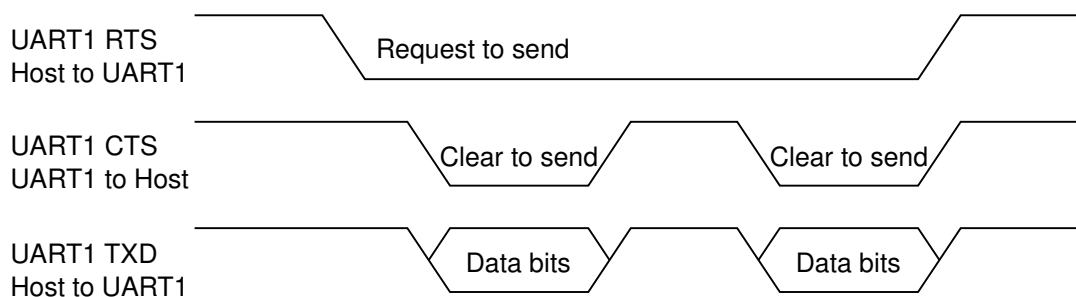 UART1 RTS
Host to UART1
Request to send
UART1 CTS
UART1 to Host
Clear to send
Clear to send
UART1 TXD
Host to UART1
Data bits
Data bits